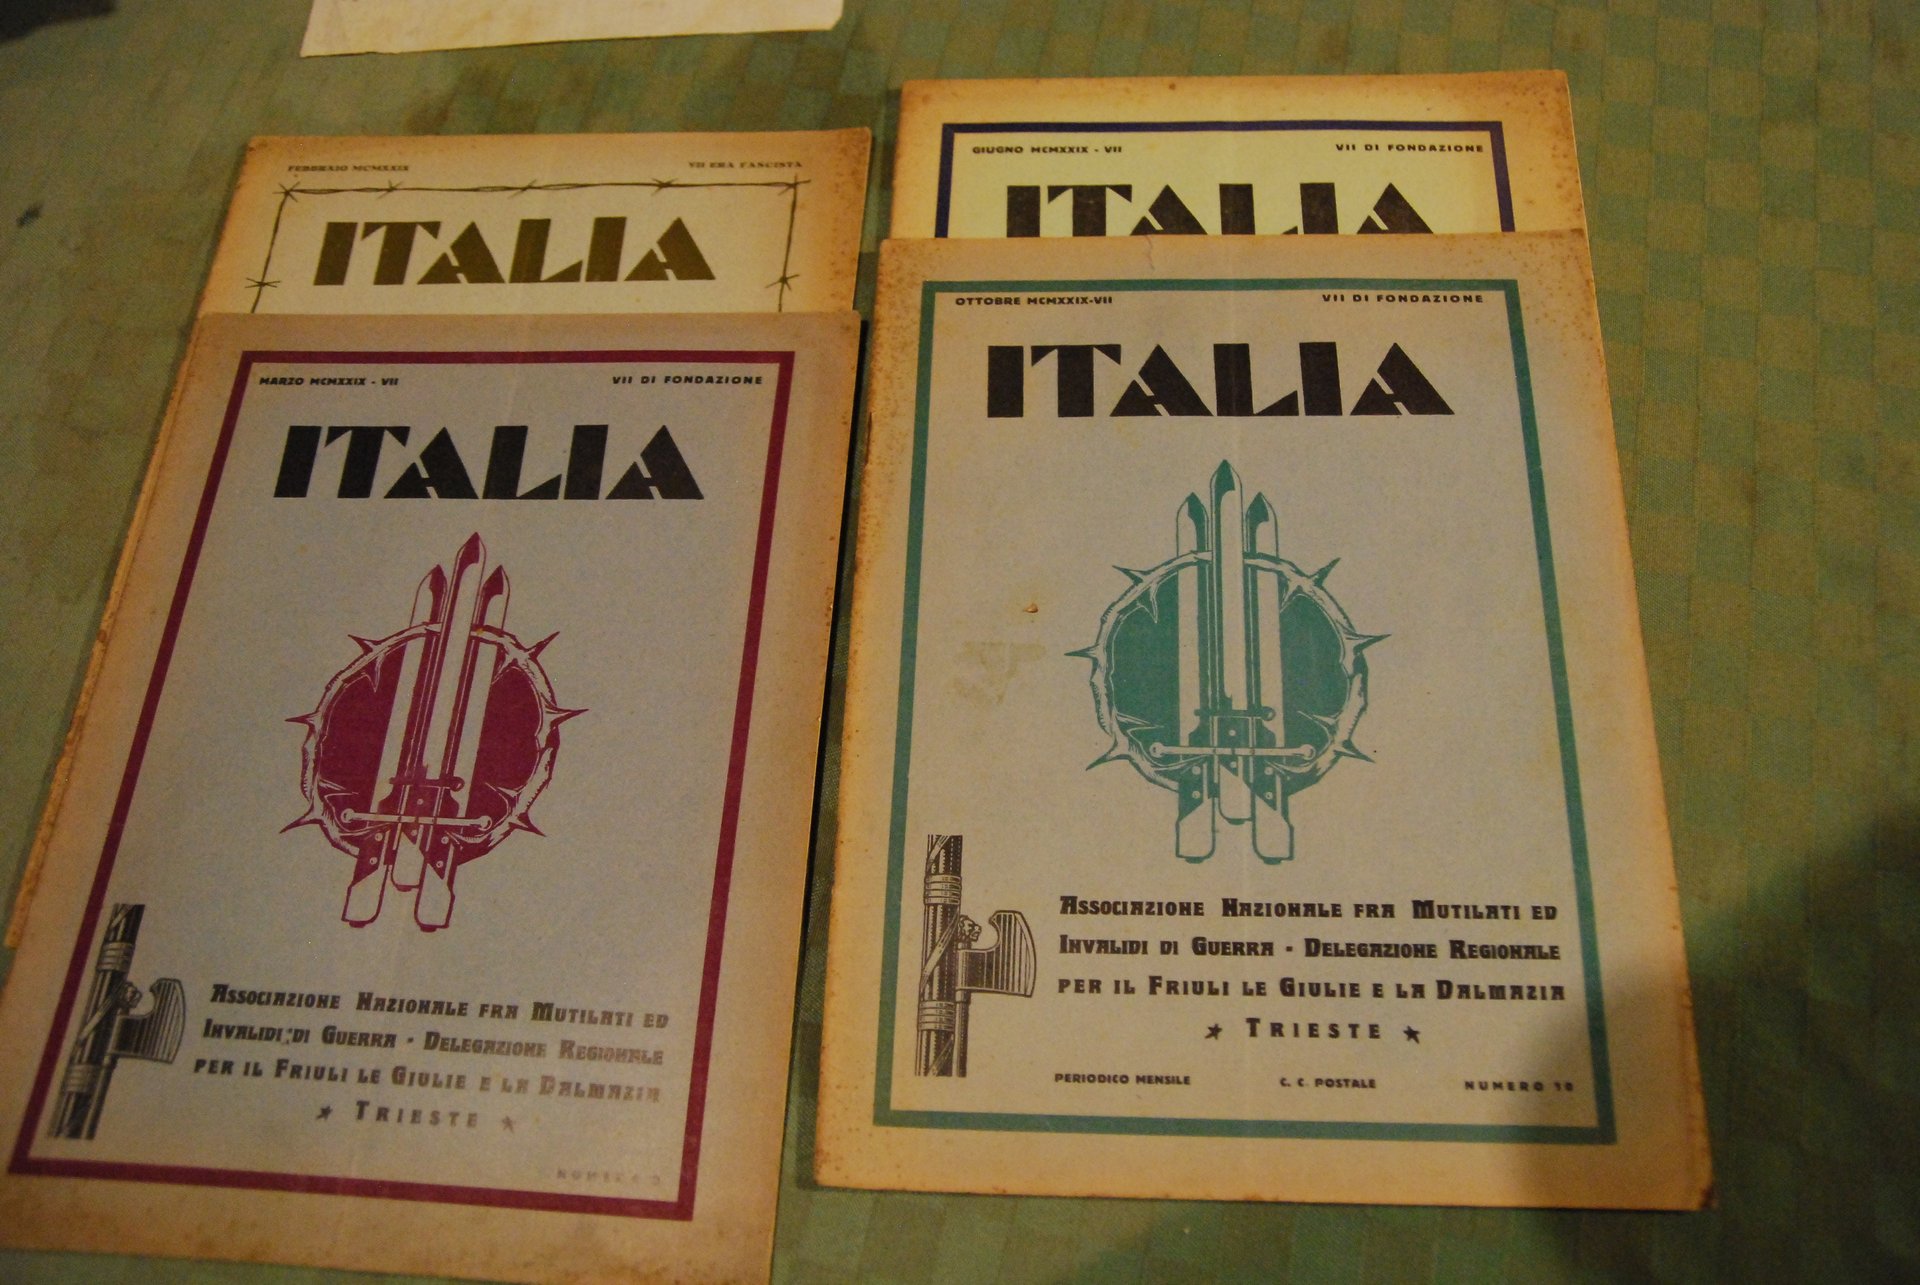 FEBBRAIO MCMXXIX VII ERA FASCISTA
ITALIA
MARZO MCMXXIX - VII VII DI FONDAZIONE
ITALIA
ASSOCIAZIONE NAZIONALE FRA MUTILATI ED
INVALIDI DI GUERRA - DELEGAZIONE REGIONALE
PER IL FRIULI LE GIULIE E LA DALMAZIA
★ TRIESTE ★
NUMERO 3
GIUGNO MCMXXIX - VII VII DI FONDAZIONE
ITALIA
OTTOBRE MCMXXIX-VII VII DI FONDAZIONE
ITALIA
ASSOCIAZIONE NAZIONALE FRA MUTILATI ED
INVALIDI DI GUERRA - DELEGAZIONE REGIONALE
PER IL FRIULI LE GIULIE E LA DALMAZIA
★ TRIESTE ★
PERIODICO MENSILE C. C. POSTALE NUMERO 10